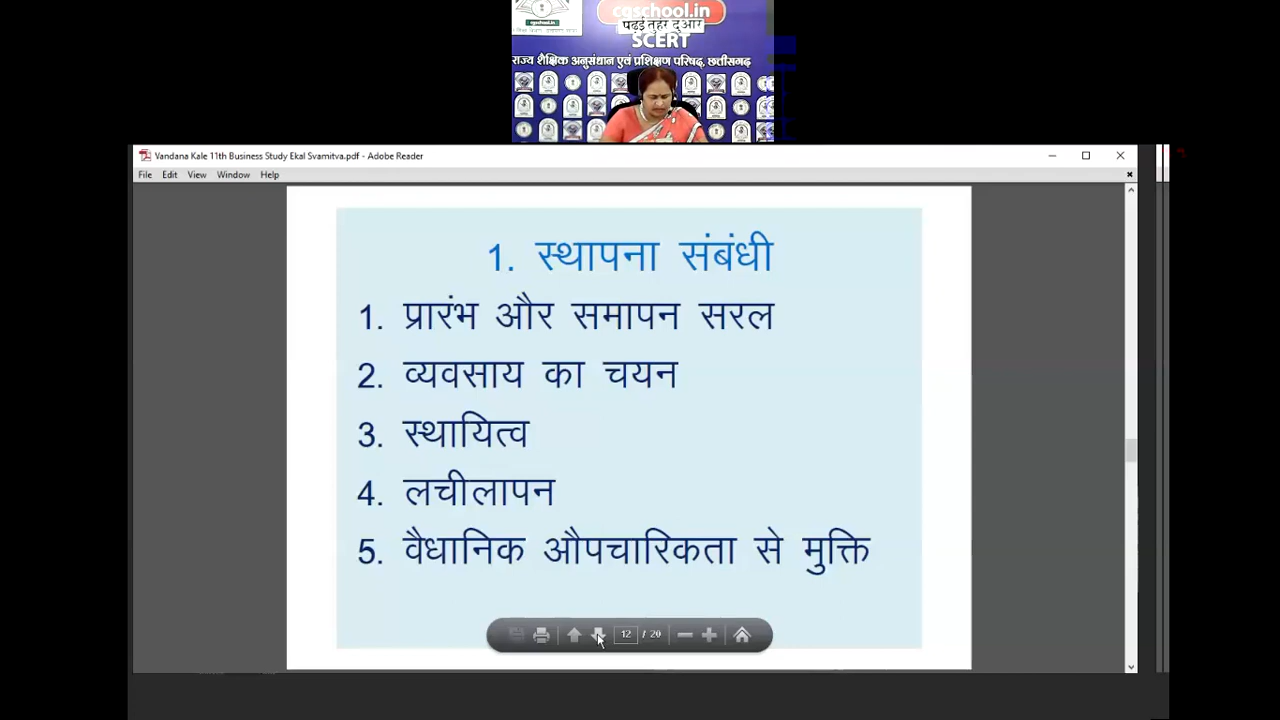 cgschool.in
पढ़ई तुंहर दुआर
SCERT
राज्य शैक्षिक अनुसंधान एवं प्रशिक्षण परिषद, छत्तीसगढ़
Vandana Kale 11th Business Study Ekal Svamitva.pdf - Adobe Reader
File Edit View Window Help
1. स्थापना संबंधी
1. प्रारंभ और समापन सरल
2. व्यवसाय का चयन
3. स्थायित्व
4. लचीलापन
5. वैधानिक औपचारिकता से मुक्ति
12 / 20